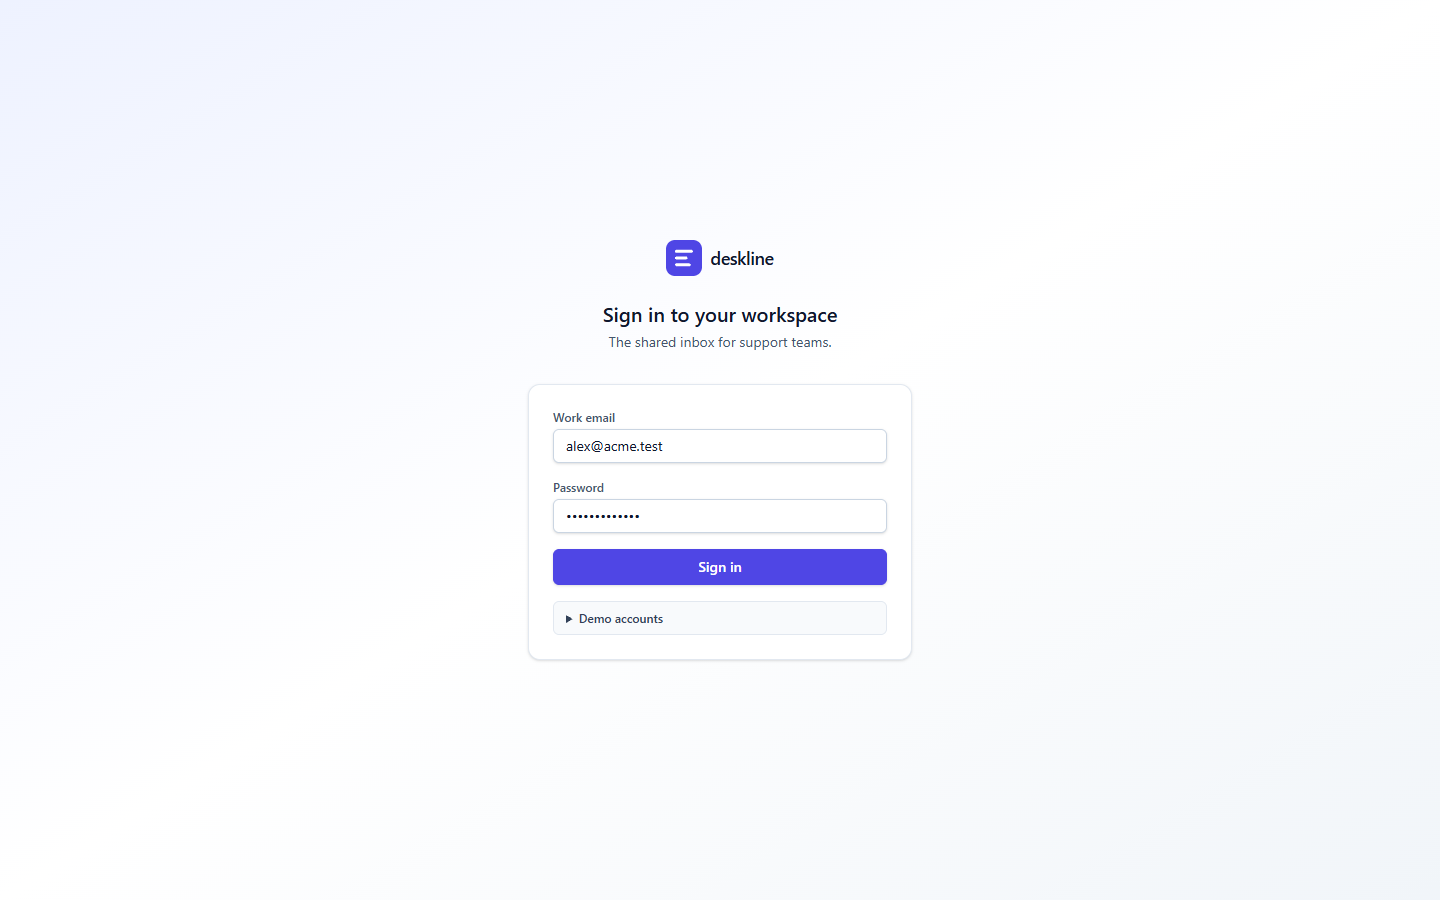 deskline
Sign in to your workspace
The shared inbox for support teams.
Work email
alex@acme.test
Password
•••••••••••••
Sign in
Demo accounts